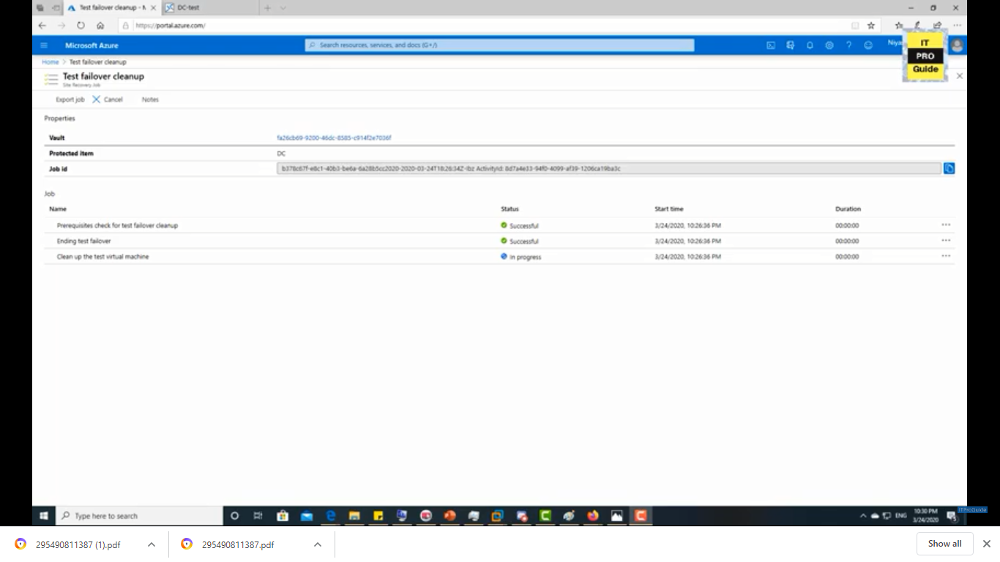 Test failover cleanup - M
DC-test
https://portal.azure.com/
Microsoft Azure
Search resources, services, and docs (G+/)
Niya
IT
PRO
Guide
Home > Test failover cleanup
Test failover cleanup
Site Recovery Job
Export job
Cancel
Notes
Properties
Vault
fa26cb69-9200-46dc-8585-c914f2e7036f
Protected item
DC
Job id
b378c67f-e8c1-40b3-be6a-6a28b5cc2020-2020-03-24T18:26:34Z-Ibz ActivityId: 8d7a4e33-94f0-4099-af39-1206ca19ba3c
Job
Name Status Start time Duration
Prerequisites check for test failover cleanup Successful 3/24/2020, 10:26:36 PM 00:00:00
Ending test failover Successful 3/24/2020, 10:26:36 PM 00:00:00
Clean up the test virtual machine In progress 3/24/2020, 10:26:36 PM 00:00:00
Type here to search
ENG
10:30 PM
3/24/2020
ITProGuide
295490811387 (1).pdf
295490811387.pdf
Show all